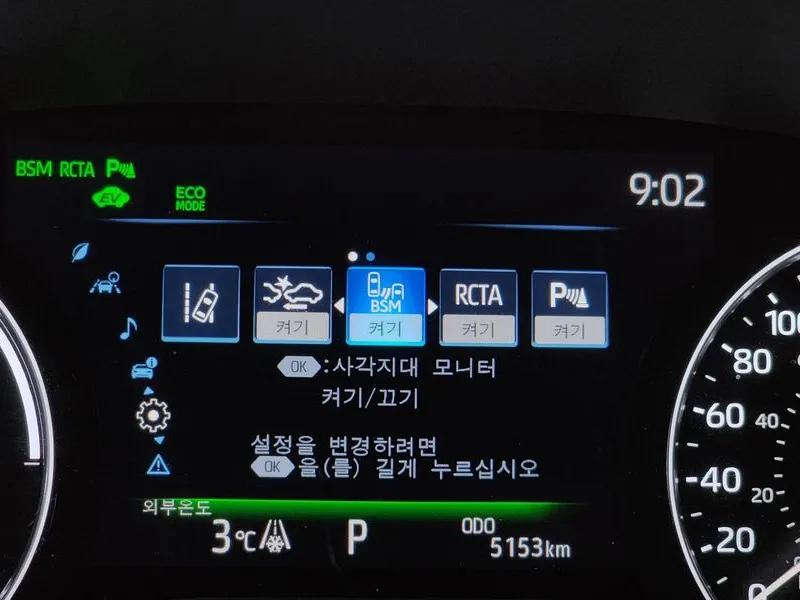 BSM RCTA P
EV
ECO
MODE
9:02
켜기
BSM
켜기
RCTA
켜기
P
켜기
OK :사각지대 모니터
켜기/끄기
설정을 변경하려면
OK 을(를) 길게 누르십시오
외부온도
3°C
P
ODO
5153km
100
80
60
40
40
20
20
0